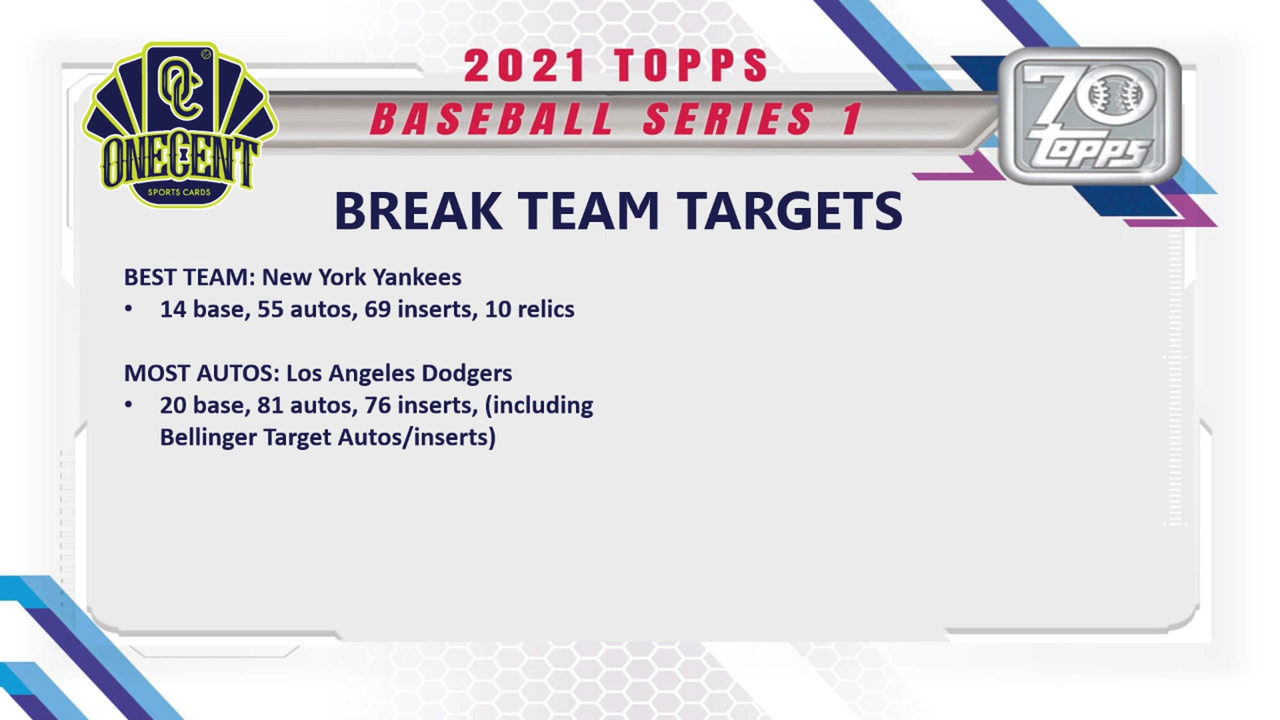 2021 TOPPS
BASEBALL SERIES 1
OC
ONECENT
SPORTS CARDS
70
topps
BREAK TEAM TARGETS
BEST TEAM: New York Yankees
• 14 base, 55 autos, 69 inserts, 10 relics
MOST AUTOS: Los Angeles Dodgers
• 20 base, 81 autos, 76 inserts, (including
Bellinger Target Autos/inserts)